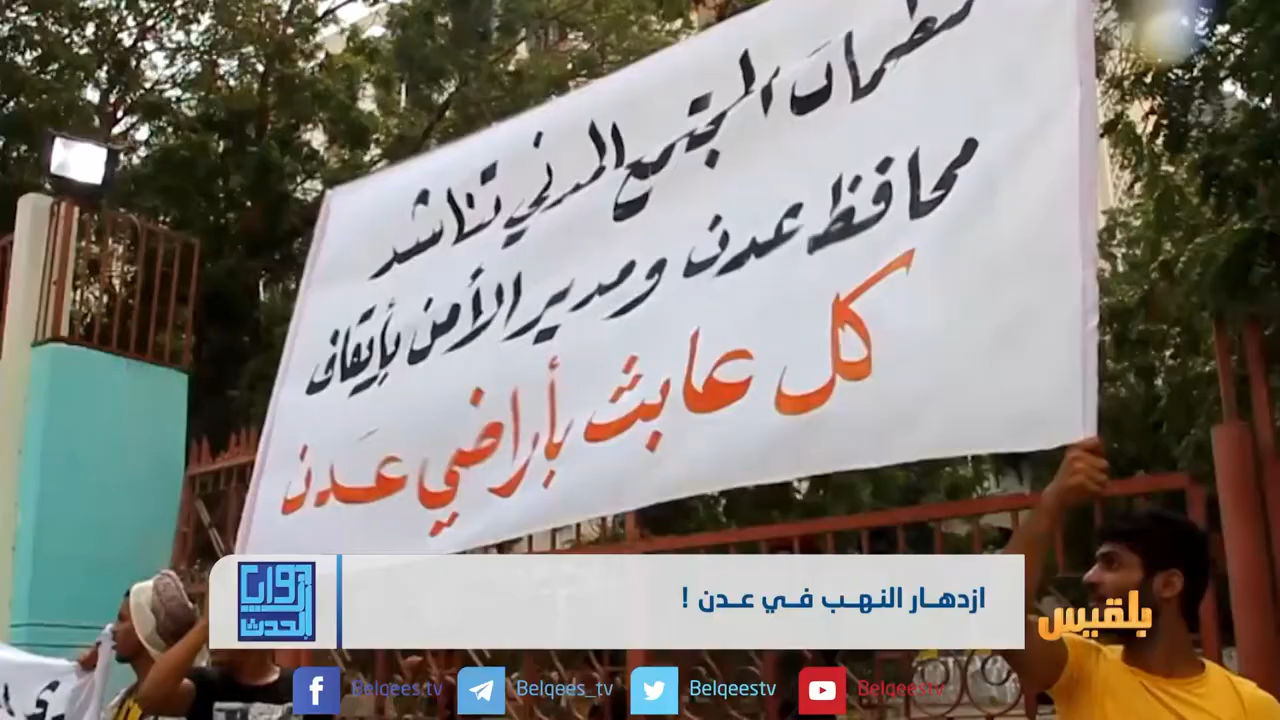 منظمات المجتمع المدني تناشد
محافظ عدن ومدير الأمن بأيقاف
كل عابث بأراضي عدن
زوايا الحدث
ازدهار النهب في عدن !
بلقيس
Belqees.tv
Belqees_tv
Belqeestv
Belqeestv